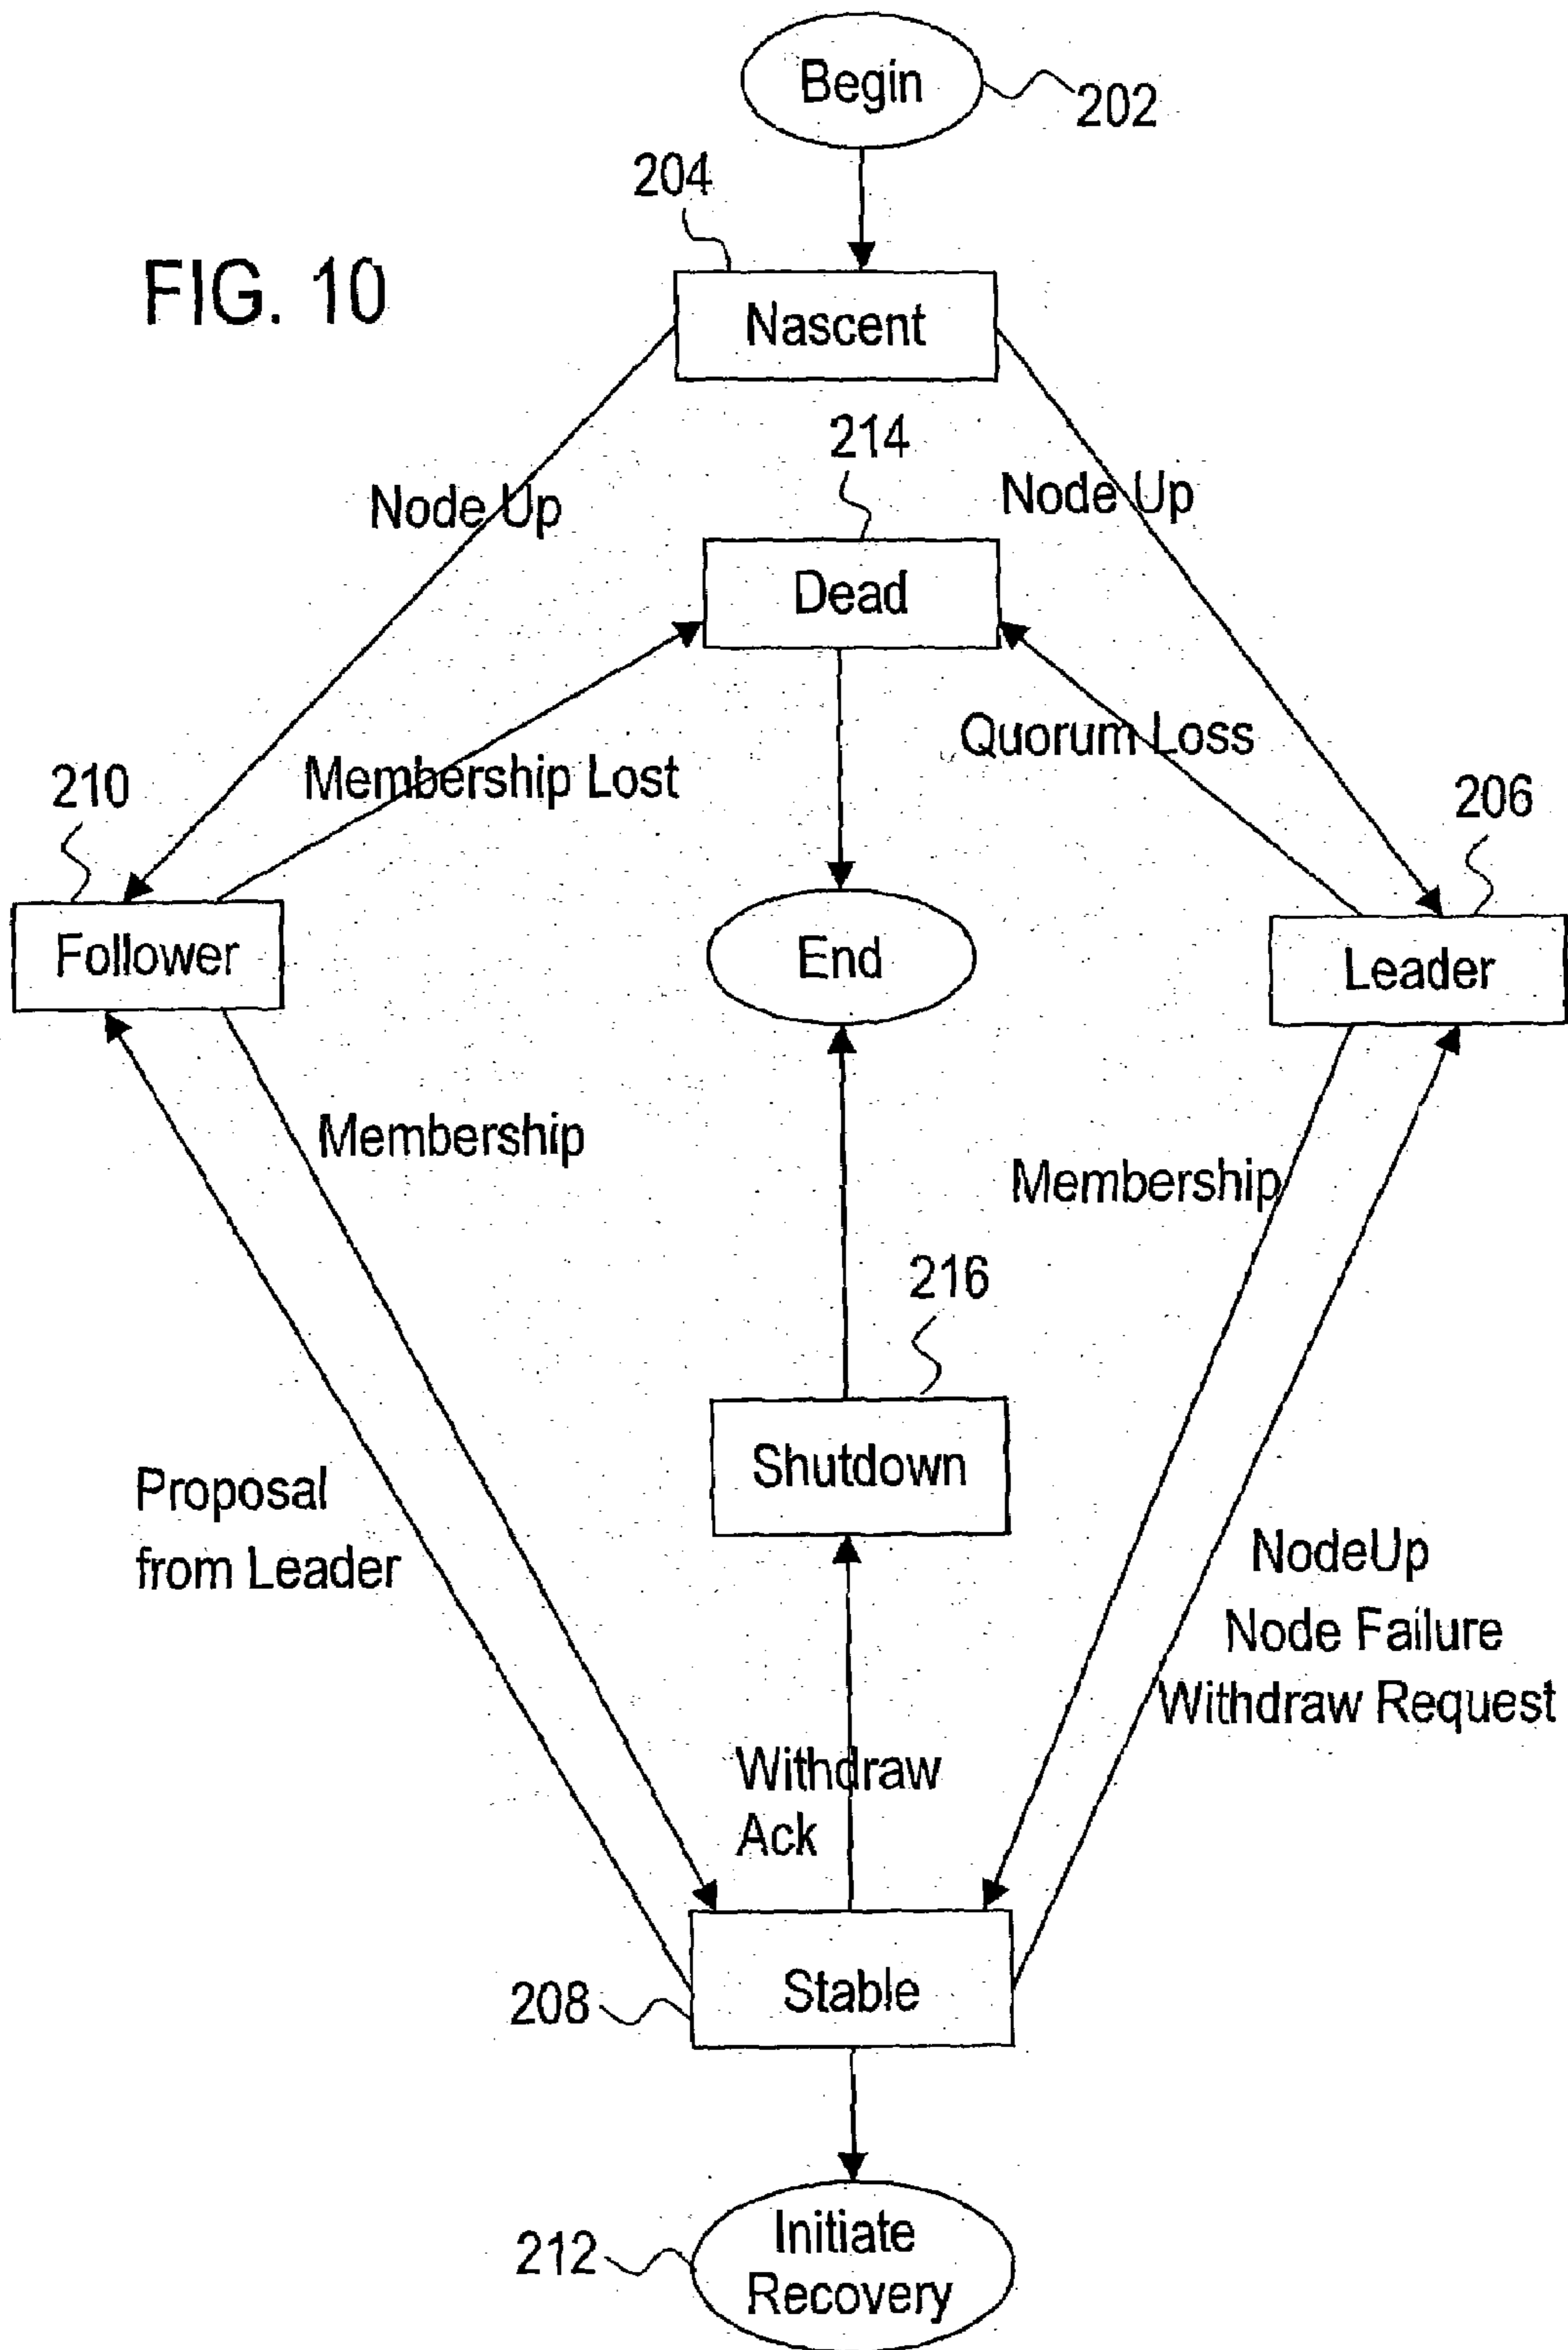 Begin
202
204
FIG. 10
Nascent
214
Node Up
Node Up
Dead
Quorum Loss
Membership Lost
210
206
Follower
End
Leader
Membership
Membership
216
Shutdown
Proposal
from Leader
NodeUp
Node Failure
Withdraw Request
Withdraw
Ack
Stable
208
Initiate
Recovery
212